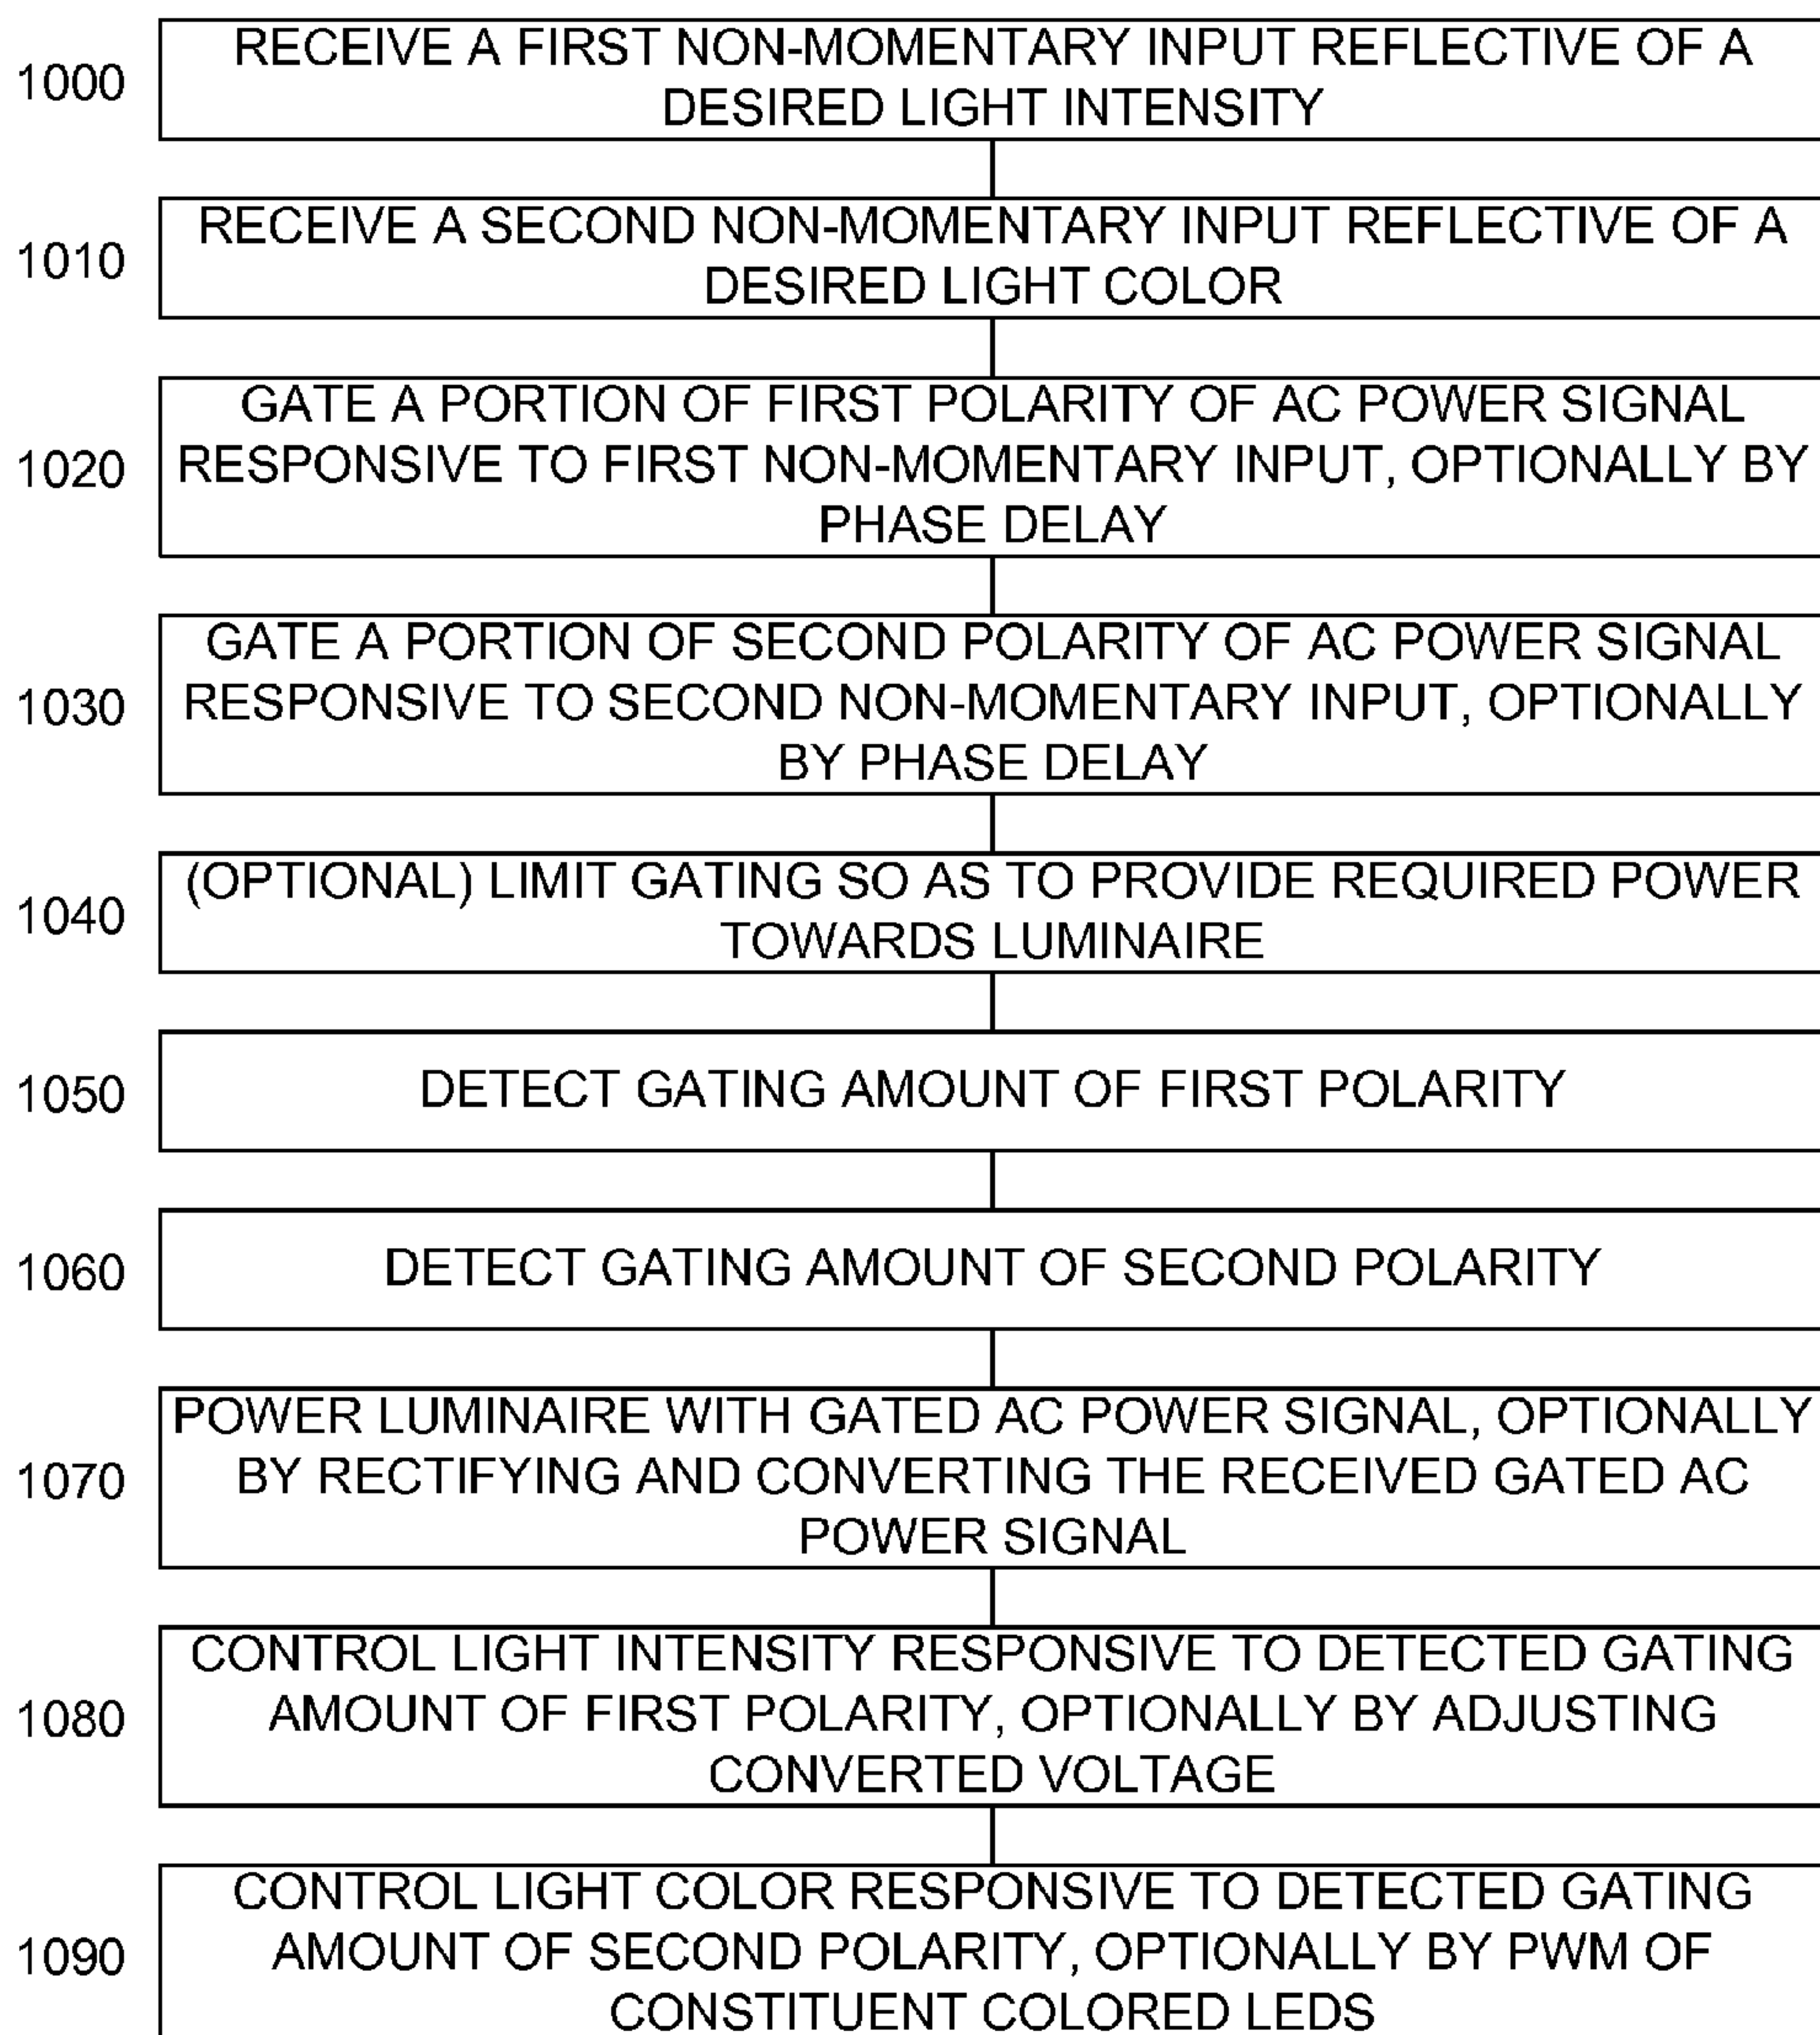 1000
RECEIVE A FIRST NON-MOMENTARY INPUT REFLECTIVE OF A
DESIRED LIGHT INTENSITY
1010
RECEIVE A SECOND NON-MOMENTARY INPUT REFLECTIVE OF A
DESIRED LIGHT COLOR
1020
GATE A PORTION OF FIRST POLARITY OF AC POWER SIGNAL
RESPONSIVE TO FIRST NON-MOMENTARY INPUT, OPTIONALLY BY
PHASE DELAY
1030
GATE A PORTION OF SECOND POLARITY OF AC POWER SIGNAL
RESPONSIVE TO SECOND NON-MOMENTARY INPUT, OPTIONALLY
BY PHASE DELAY
1040
(OPTIONAL) LIMIT GATING SO AS TO PROVIDE REQUIRED POWER
TOWARDS LUMINAIRE
1050
DETECT GATING AMOUNT OF FIRST POLARITY
1060
DETECT GATING AMOUNT OF SECOND POLARITY
1070
POWER LUMINAIRE WITH GATED AC POWER SIGNAL, OPTIONALLY
BY RECTIFYING AND CONVERTING THE RECEIVED GATED AC
POWER SIGNAL
1080
CONTROL LIGHT INTENSITY RESPONSIVE TO DETECTED GATING
AMOUNT OF FIRST POLARITY, OPTIONALLY BY ADJUSTING
CONVERTED VOLTAGE
1090
CONTROL LIGHT COLOR RESPONSIVE TO DETECTED GATING
AMOUNT OF SECOND POLARITY, OPTIONALLY BY PWM OF
CONSTITUENT COLORED LEDS